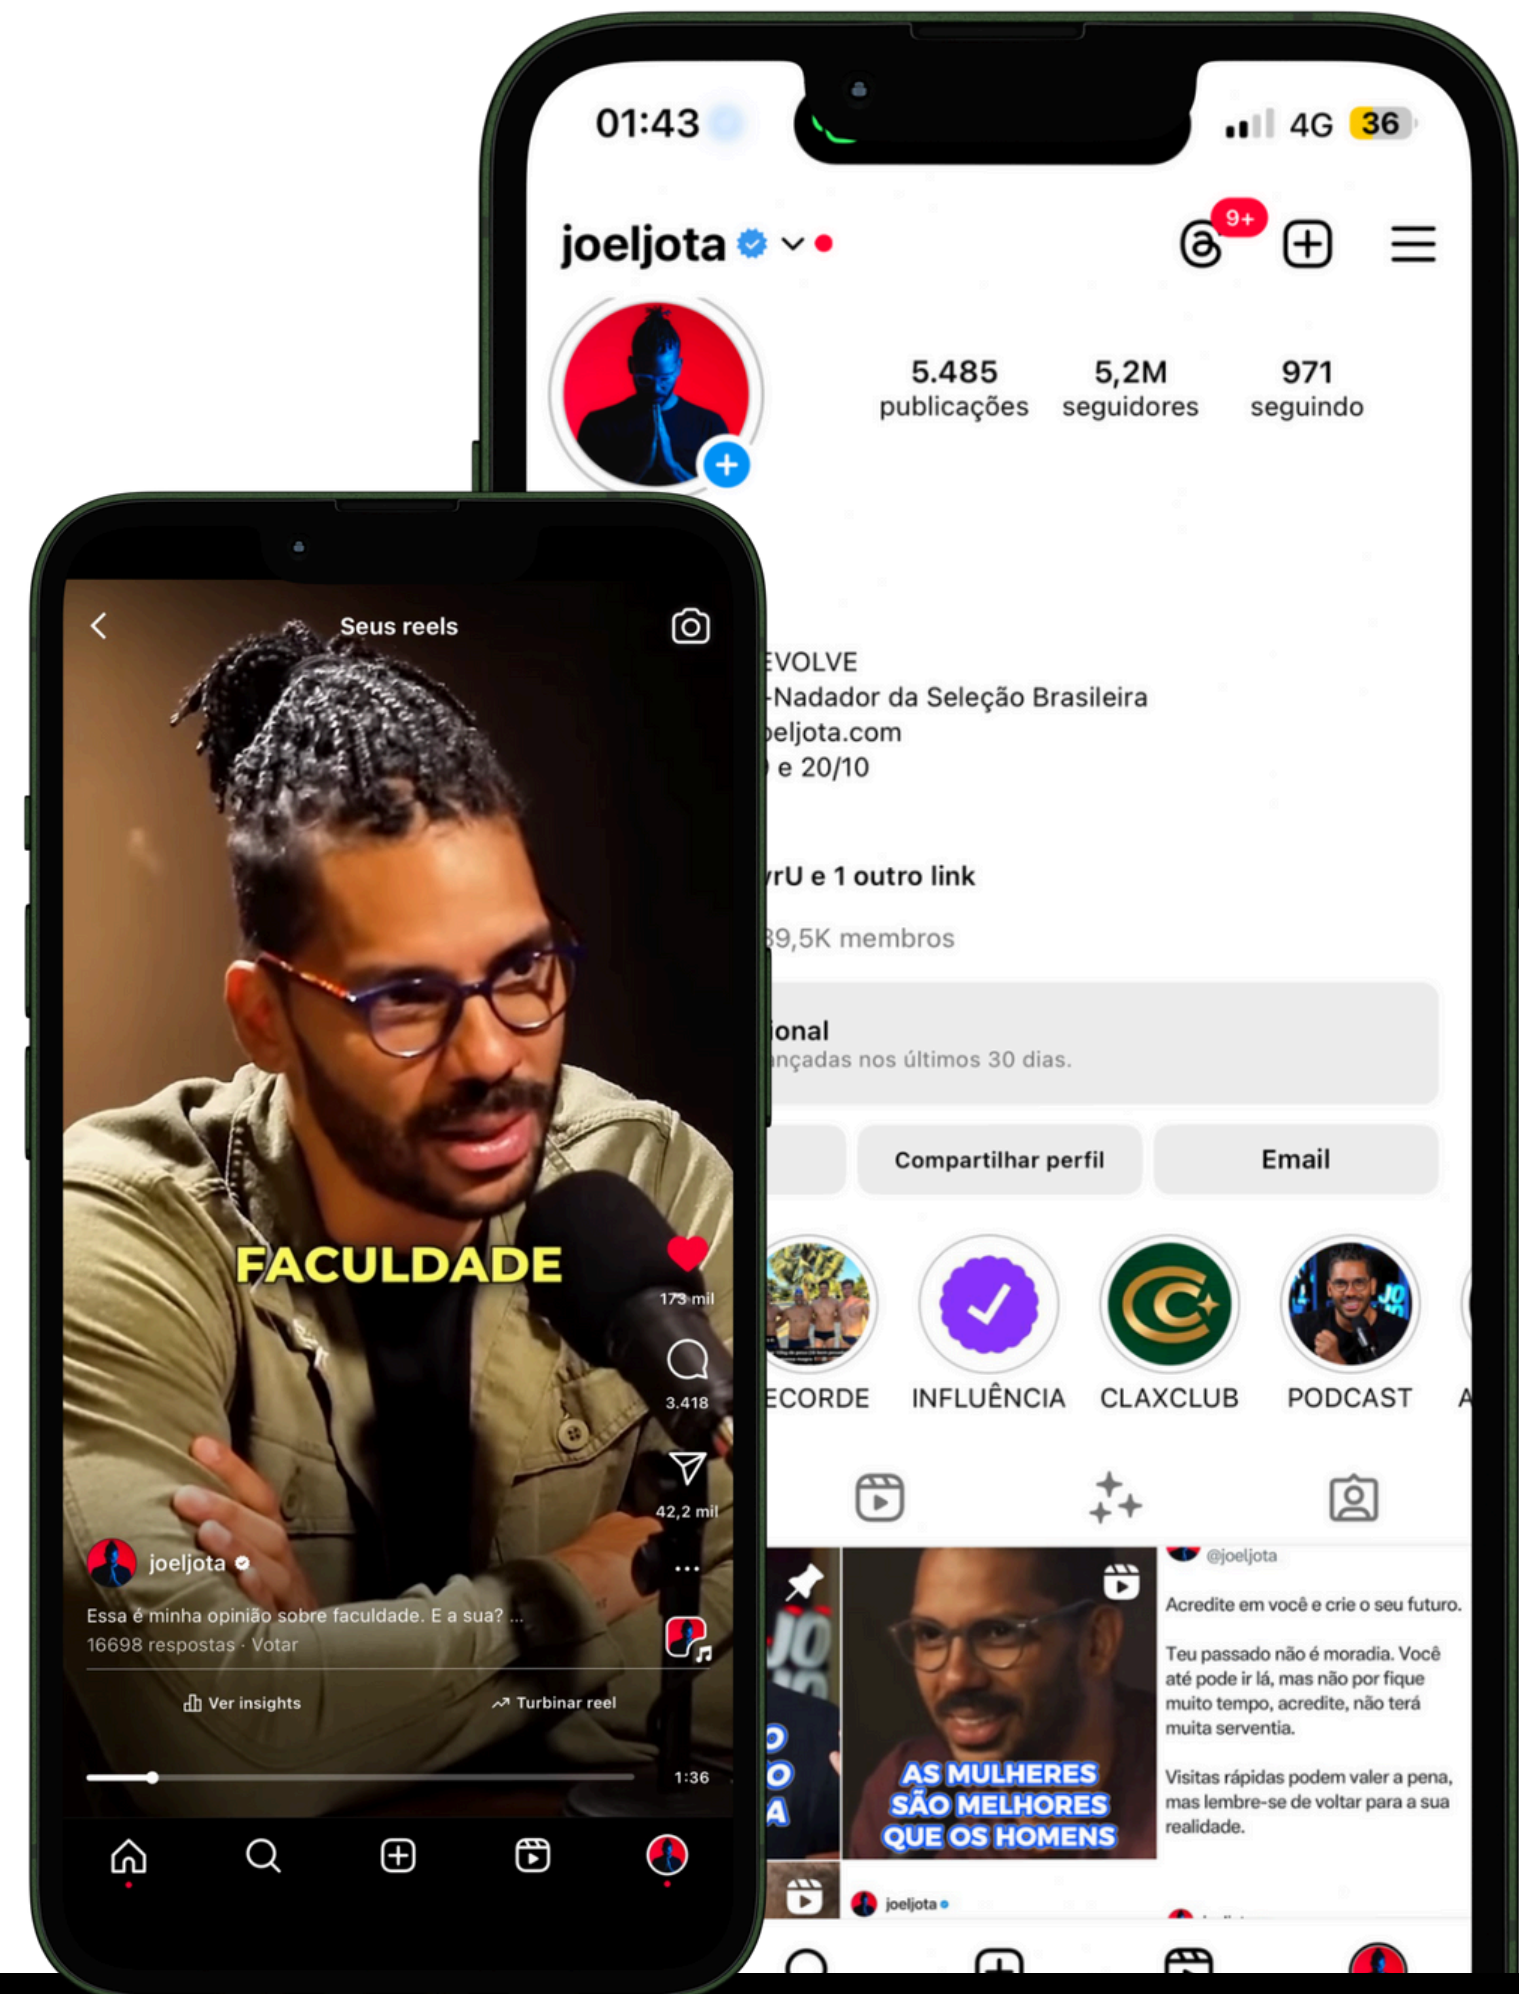 01:43
4G
36
joeljota
9+
5.485
publicações
5,2M
seguidores
971
seguindo
EVOLVE
-Nadador da Seleção Brasileira
oeljota.com
e 20/10
vrU e 1 outro link
39,5K membros
ional
ançadas nos últimos 30 dias.
Compartilhar perfil
Email
ECORDE
INFLUÊNCIA
CLAXCLUB
PODCAST
A
@joeljota
Acredite em você e crie o seu futuro.
Teu passado não é moradia. Você
até pode ir lá, mas não por fique
muito tempo, acredite, não terá
muita serventia.
Visitas rápidas podem valer a pena,
mas lembre-se de voltar para a sua
realidade.
AS MULHERES
SÃO MELHORES
QUE OS HOMENS
O
O
A
joeljota
Seus reels
FACULDADE
173 mil
3.418
42,2 mil
joeljota
Essa é minha opinião sobre faculdade. E a sua? ...
16698 respostas · Votar
Ver insights
Turbinar reel
1:36